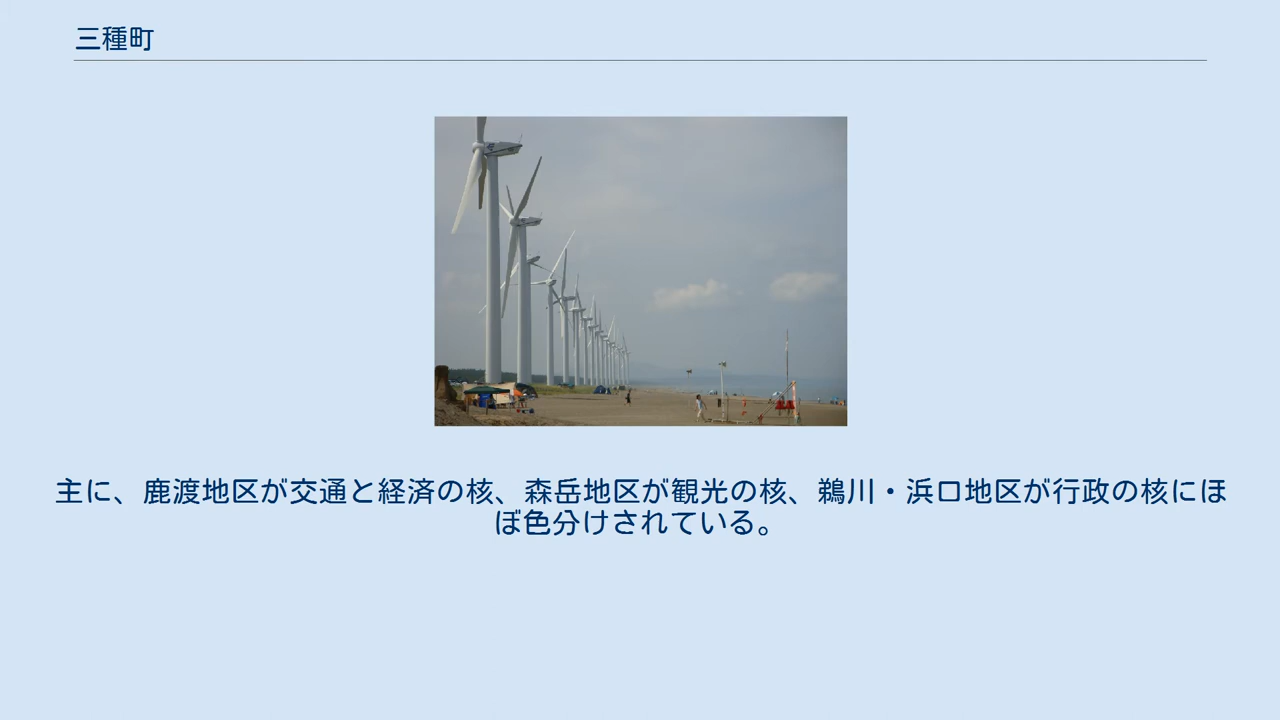 三種町
主に、鹿渡地区が交通と経済の核、森岳地区が観光の核、鵜川・浜口地区が行政の核にほ
ぼ色分けされている。